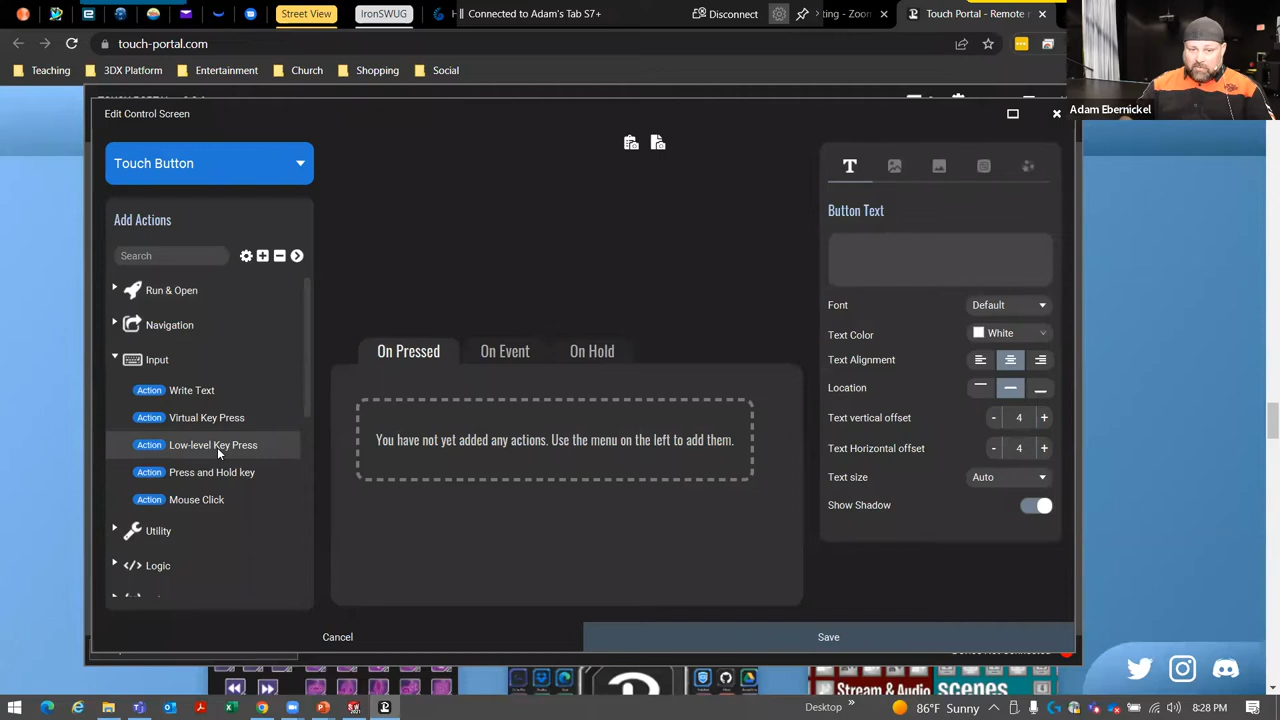 Street View
IronSWUG
Connected to Adam's Tab S7+
Disconnect
ting - Zoom
Touch Portal - Remote
touch-portal.com
Teaching
3DX Platform
Entertainment
Church
Shopping
Social
Adam Ebernickel
Edit Control Screen
Touch Button
Add Actions
Search
Run & Open
Navigation
Input
Action Write Text
Action Virtual Key Press
Action Low-level Key Press
Action Press and Hold key
Action Mouse Click
Utility
Logic
On Pressed
On Event
On Hold
You have not yet added any actions. Use the menu on the left to add them.
T
Button Text
Font
Default
Text Color
White
Text Alignment
Location
Text vertical offset
- 4 +
Text Horizontal offset
- 4 +
Text size
Auto
Show Shadow
Cancel
Save
Stream & Audio
scenes
Desktop
86°F Sunny
8:28 PM